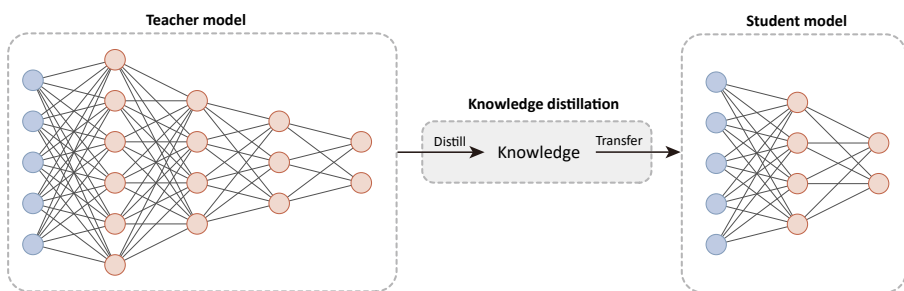 Teacher model
Student model
Knowledge distillation
Distill
Knowledge
Transfer